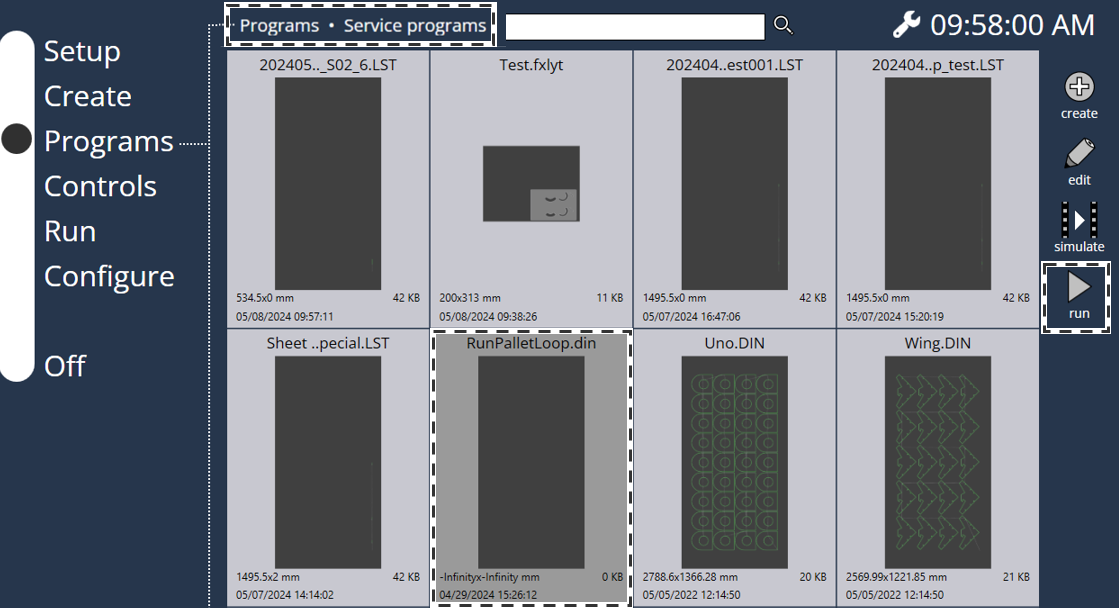 Programs • Service programs
09:58:00 AM
Setup
Create
Programs
Controls
Run
Configure
Off
202405.._S02_6.LST
534.5x0 mm 42 KB
05/08/2024 09:57:11
Test.fxlyt
200x313 mm 11 KB
05/08/2024 09:38:26
202404..est001.LST
1495.5x0 mm 42 KB
05/07/2024 16:47:06
202404..p_test.LST
1495.5x0 mm 42 KB
05/07/2024 15:20:19
Sheet ..pecial.LST
1495.5x2 mm 42 KB
05/07/2024 14:14:02
RunPalletLoop.din
-Infinityx-Infinity mm 0 KB
04/29/2024 15:26:12
Uno.DIN
2788.6x1366.28 mm 20 KB
05/05/2022 12:14:50
Wing.DIN
2569.99x1221.85 mm 21 KB
05/05/2022 12:14:50
create
edit
simulate
run